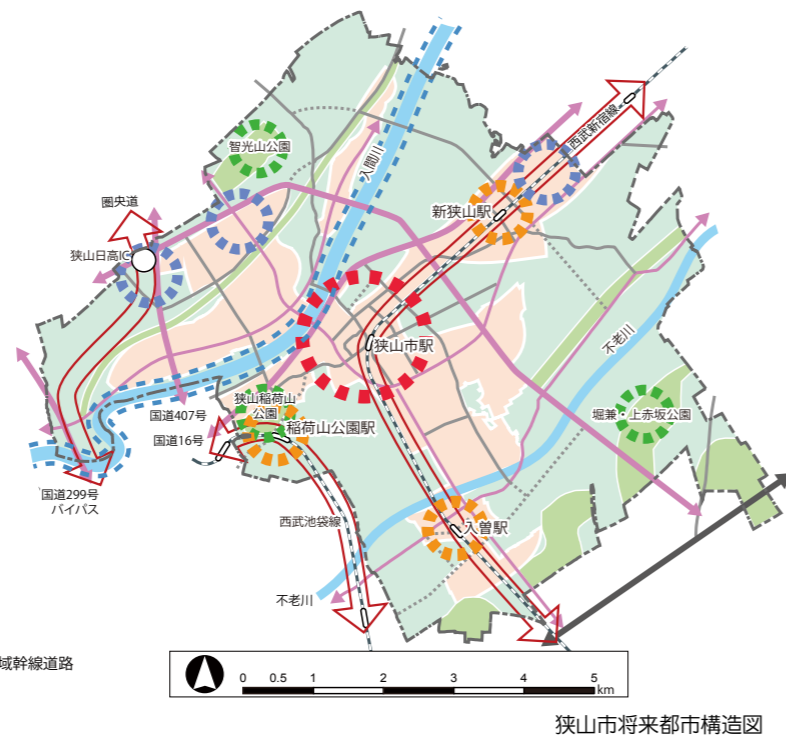 智光山公園
入間川
西武新宿線
圏央道
新狭山駅
狭山日高IC
不老川
狭山市駅
狭山稲荷山
公園
堀兼・上赤坂公園
国道407号
稲荷山公園駅
国道16号
国道299号
バイパス
西武池袋線
入曽駅
不老川
域幹線道路
0 0.5 1 2 3 4 5
km
狭山市将来都市構造図